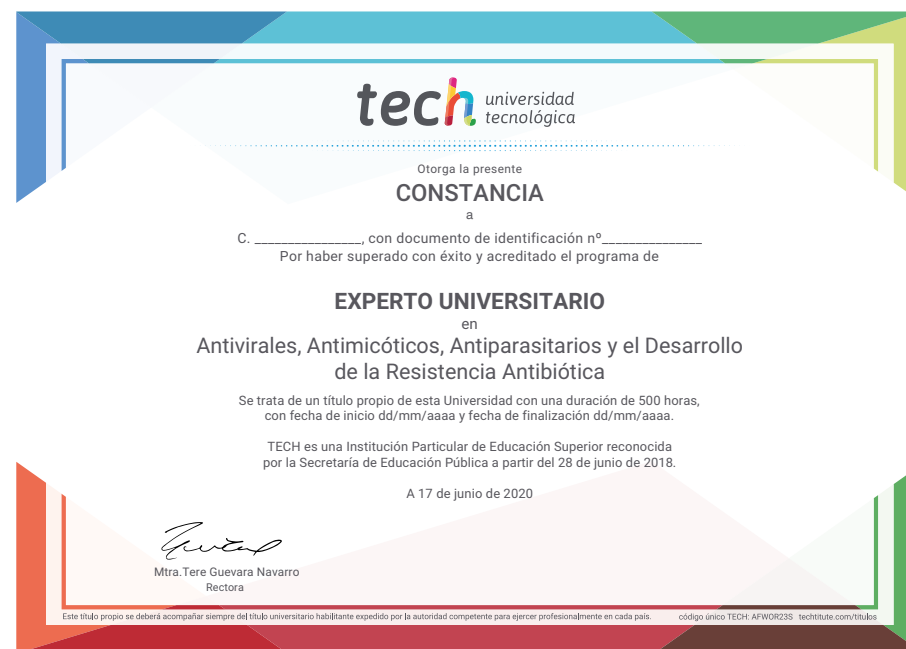 tech universidad
tecnológica
Otorga la presente
CONSTANCIA
a
C. ________________, con documento de identificación nº_______________
Por haber superado con éxito y acreditado el programa de
EXPERTO UNIVERSITARIO
en
Antivirales, Antimicóticos, Antiparasitarios y el Desarrollo
de la Resistencia Antibiótica
Se trata de un título propio de esta Universidad con una duración de 500 horas,
con fecha de inicio dd/mm/aaaa y fecha de finalización dd/mm/aaaa.
TECH es una Institución Particular de Educación Superior reconocida
por la Secretaría de Educación Pública a partir del 28 de junio de 2018.
A 17 de junio de 2020
Mtra.Tere Guevara Navarro
Rectora
Este título propio se deberá acompañar siempre del título universitario habilitante expedido por la autoridad competente para ejercer profesionalmente en cada país. código único TECH: AFWOR23S techtitute.com/titulos